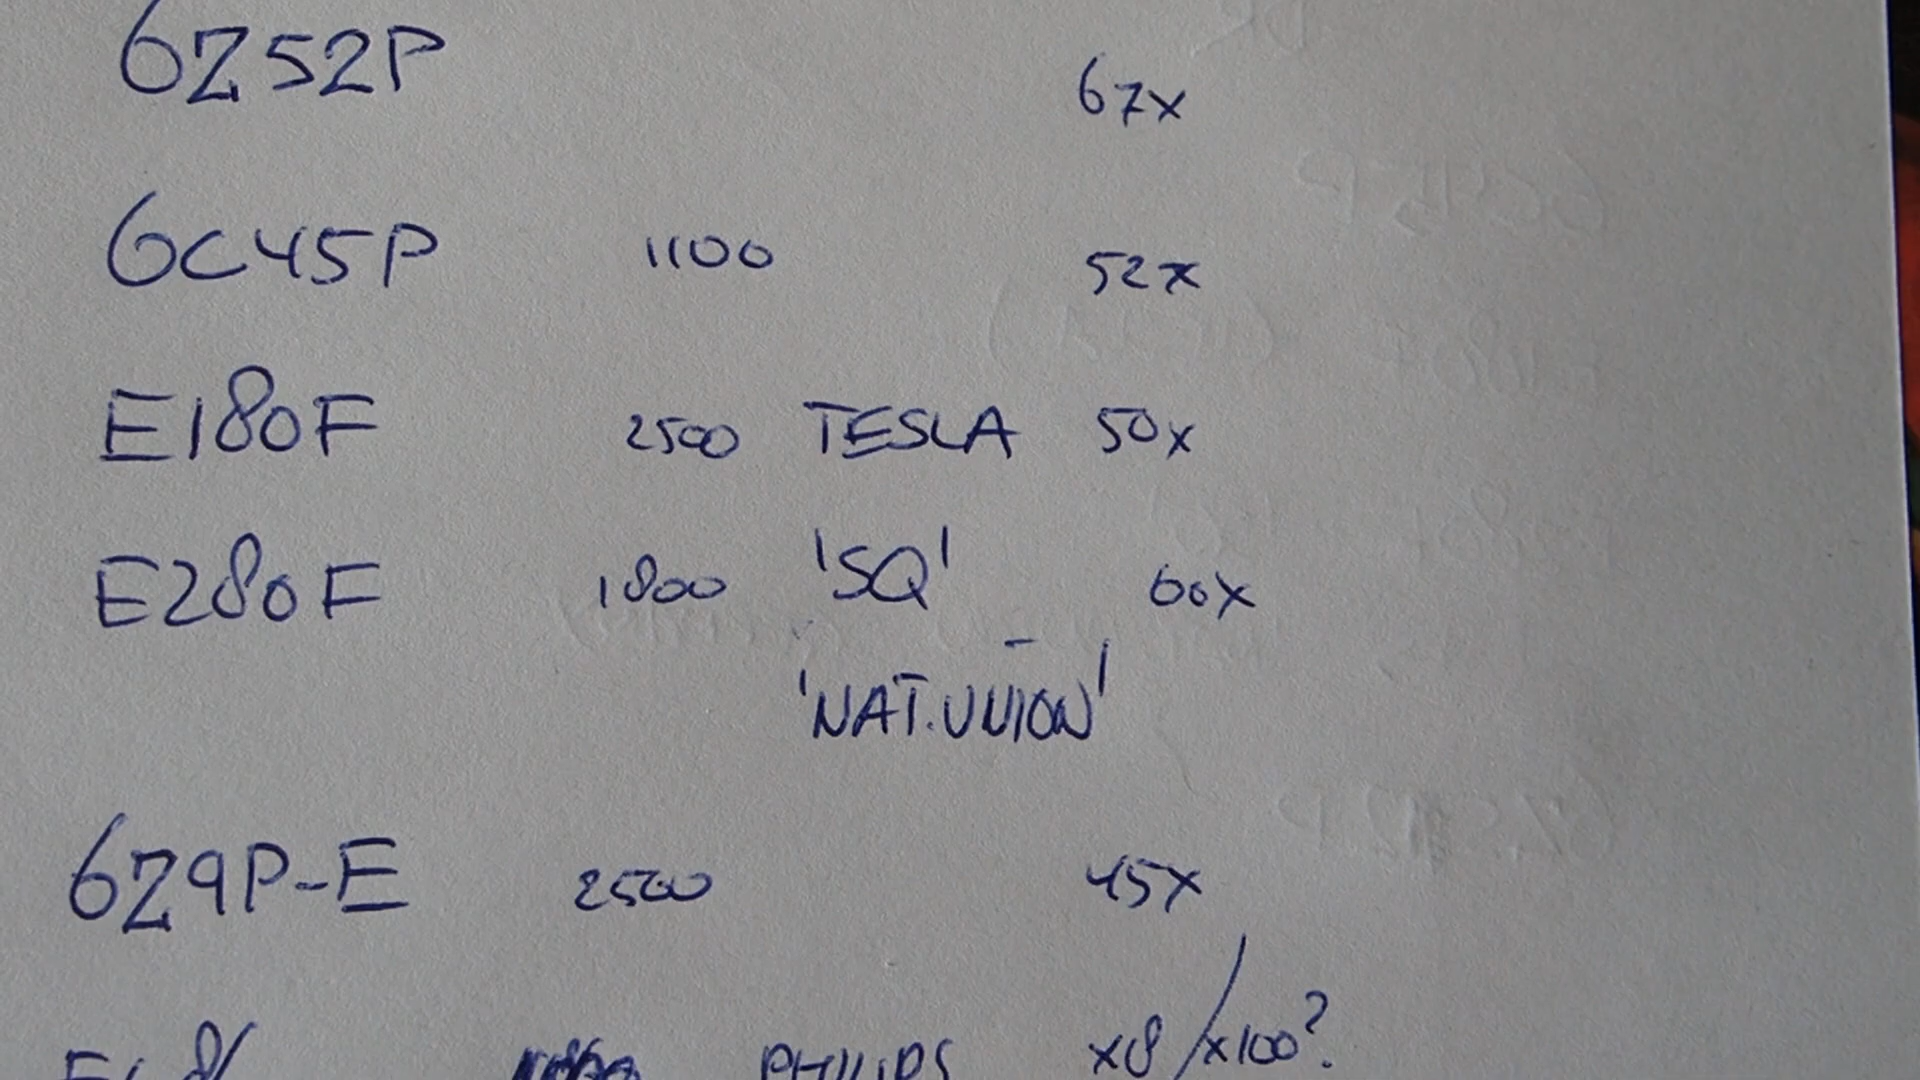 6Z52P 67x
6C45P 1100 52x
E180F 2500 TESLA 50x
E280F 1800 'SQ' 60x
'NAT.UNION'
6Z9P-E 2500 45x
PHILIPS x8/x100?